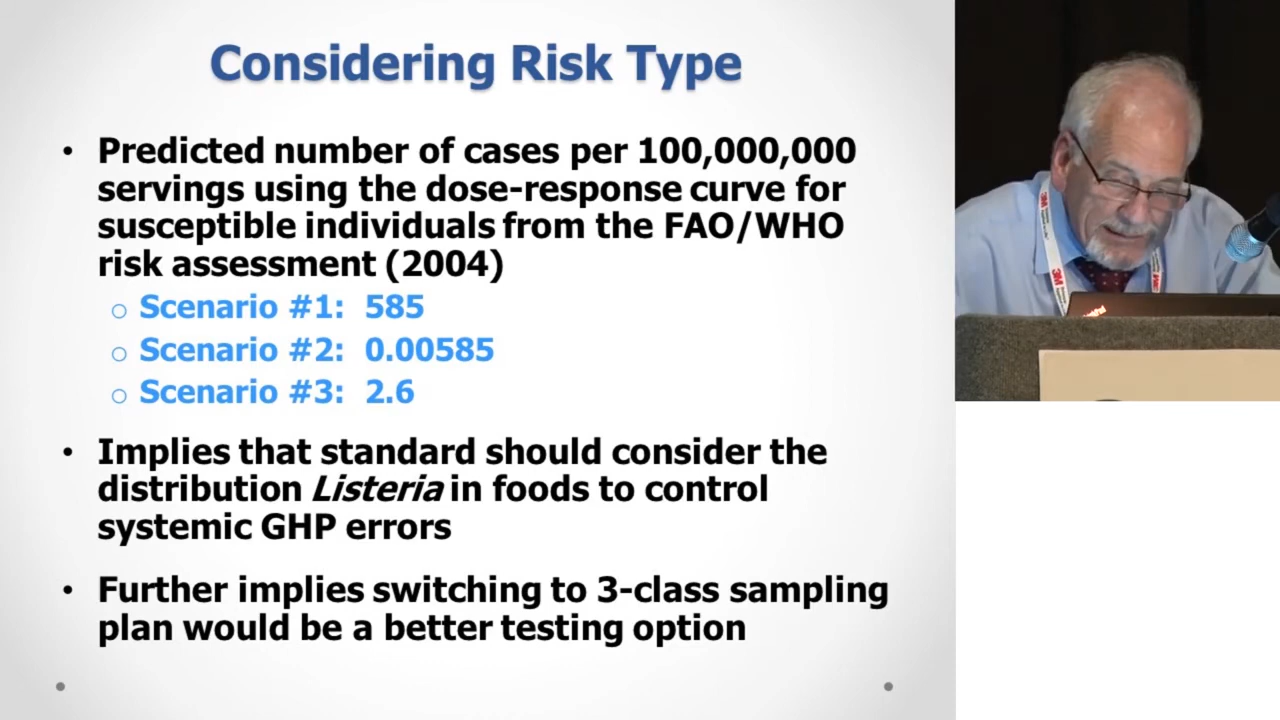 Considering Risk Type
• Predicted number of cases per 100,000,000
servings using the dose-response curve for
susceptible individuals from the FAO/WHO
risk assessment (2004)
o Scenario #1: 585
o Scenario #2: 0.00585
o Scenario #3: 2.6
• Implies that standard should consider the
distribution Listeria in foods to control
systemic GHP errors
• Further implies switching to 3-class sampling
plan would be a better testing option
3M
3M